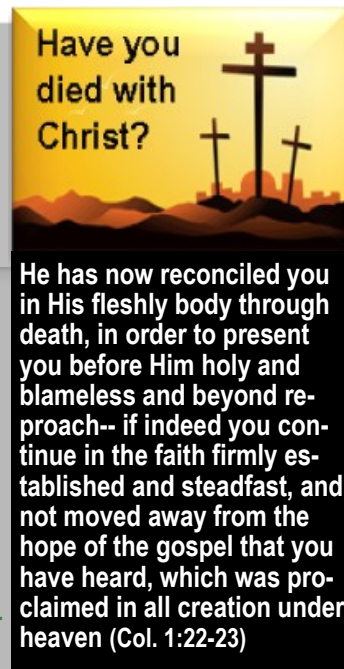 Have you
died with
Christ?
He has now reconciled you
in His fleshly body through
death, in order to present
you before Him holy and
blameless and beyond re-
proach-- if indeed you con-
tinue in the faith firmly es-
tablished and steadfast, and
not moved away from the
hope of the gospel that you
have heard, which was pro-
claimed in all creation under
heaven (Col. 1:22-23)